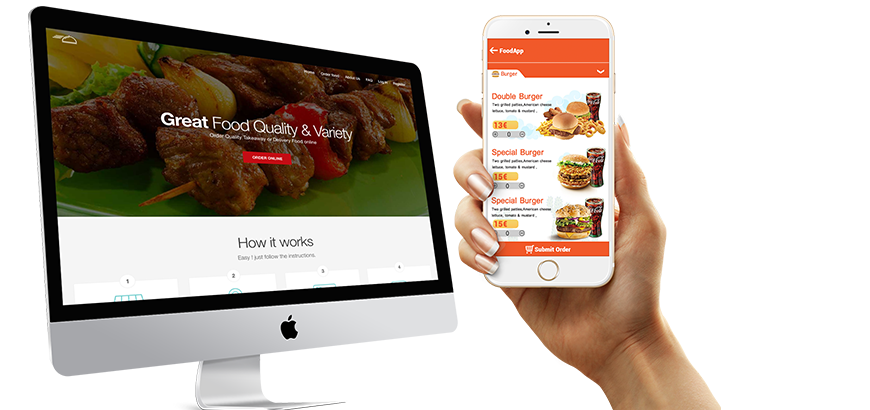 Home Order Now About Us FAQ Log In Register
Great Food Quality & Variety
Order Quality Takeaway or Delivery Food online
ORDER ONLINE
How it works
Easy I just follow the instructions.
1
2
3
4
FoodApp
Burger
Double Burger
Two grilled patties,American cheese
lettuce, tomato & mustard .
13€
0
Special Burger
Two grilled patties,American cheese
lettuce, tomato & mustard .
15€
0
Special Burger
Two grilled patties,American cheese
lettuce, tomato & mustard .
15€
0
Submit Order